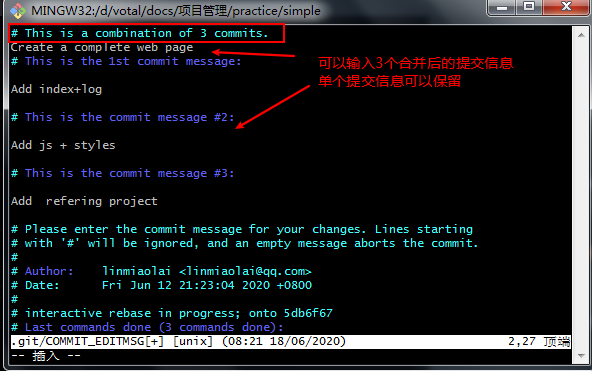 MINGW32:/d/votal/docs/项目管理/practice/simple
# This is a combination of 3 commits.
Create a complete web page
# This is the 1st commit message:
可以输入3个合并后的提交信息
单个提交信息可以保留
Add index+log
# This is the commit message #2:
Add js + styles
# This is the commit message #3:
Add  refering project
# Please enter the commit message for your changes. Lines starting
# with '#' will be ignored, and an empty message aborts the commit.
#
# Author:    linmiaolai <linmiaolai@qq.com>
# Date:      Fri Jun 12 21:23:04 2020 +0800
#
# interactive rebase in progress; onto 5db6f67
# Last commands done (3 commands done):
.git/COMMIT_EDITMSG[+] [unix] (08:21 18/06/2020) 2,27 顶端
-- 插入 --